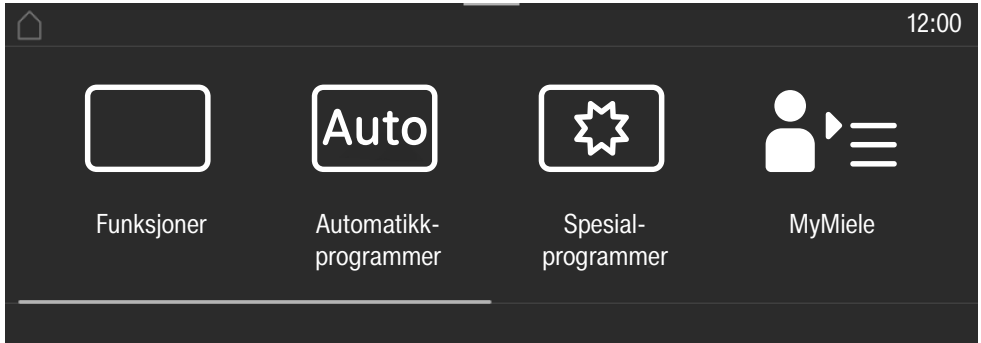 12:00
Auto
Funksjoner
Automatikk-
programmer
Spesial-
programmer
MyMiele